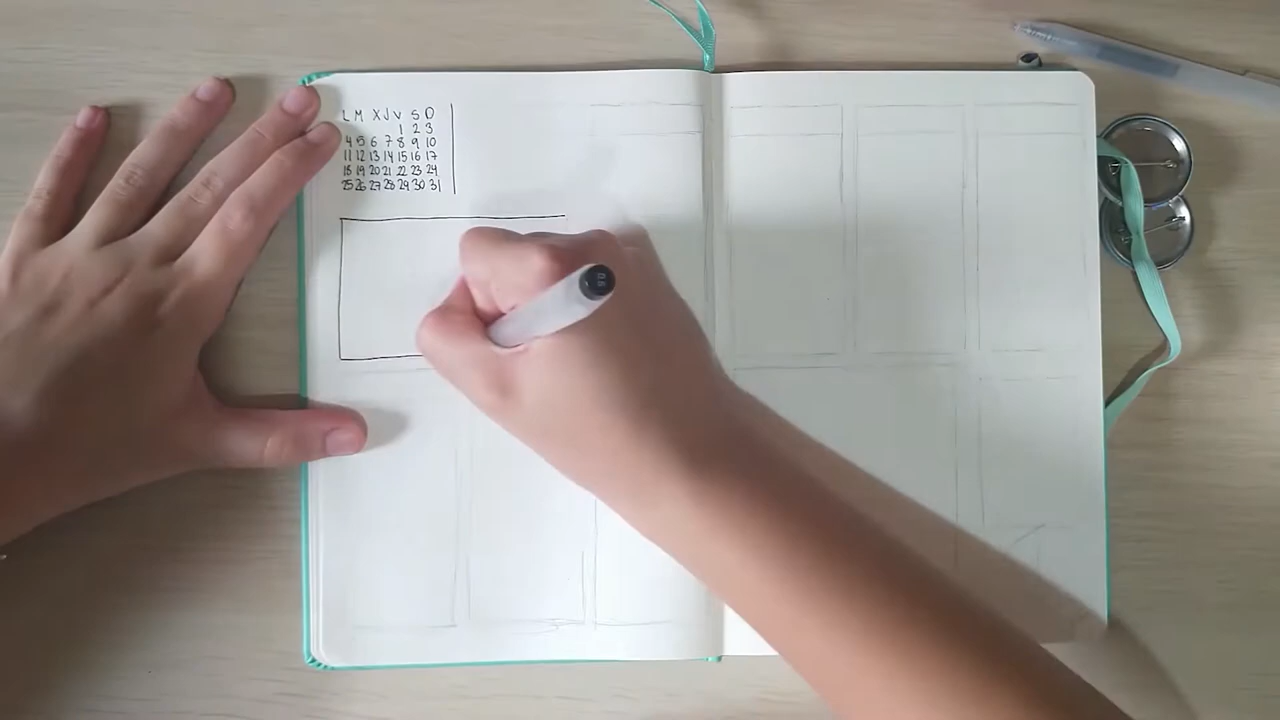 L M X J V S D
1 2 3
4 5 6 7 8 9 10
11 12 13 14 15 16 17
18 19 20 21 22 23 24
25 26 27 28 29 30 31